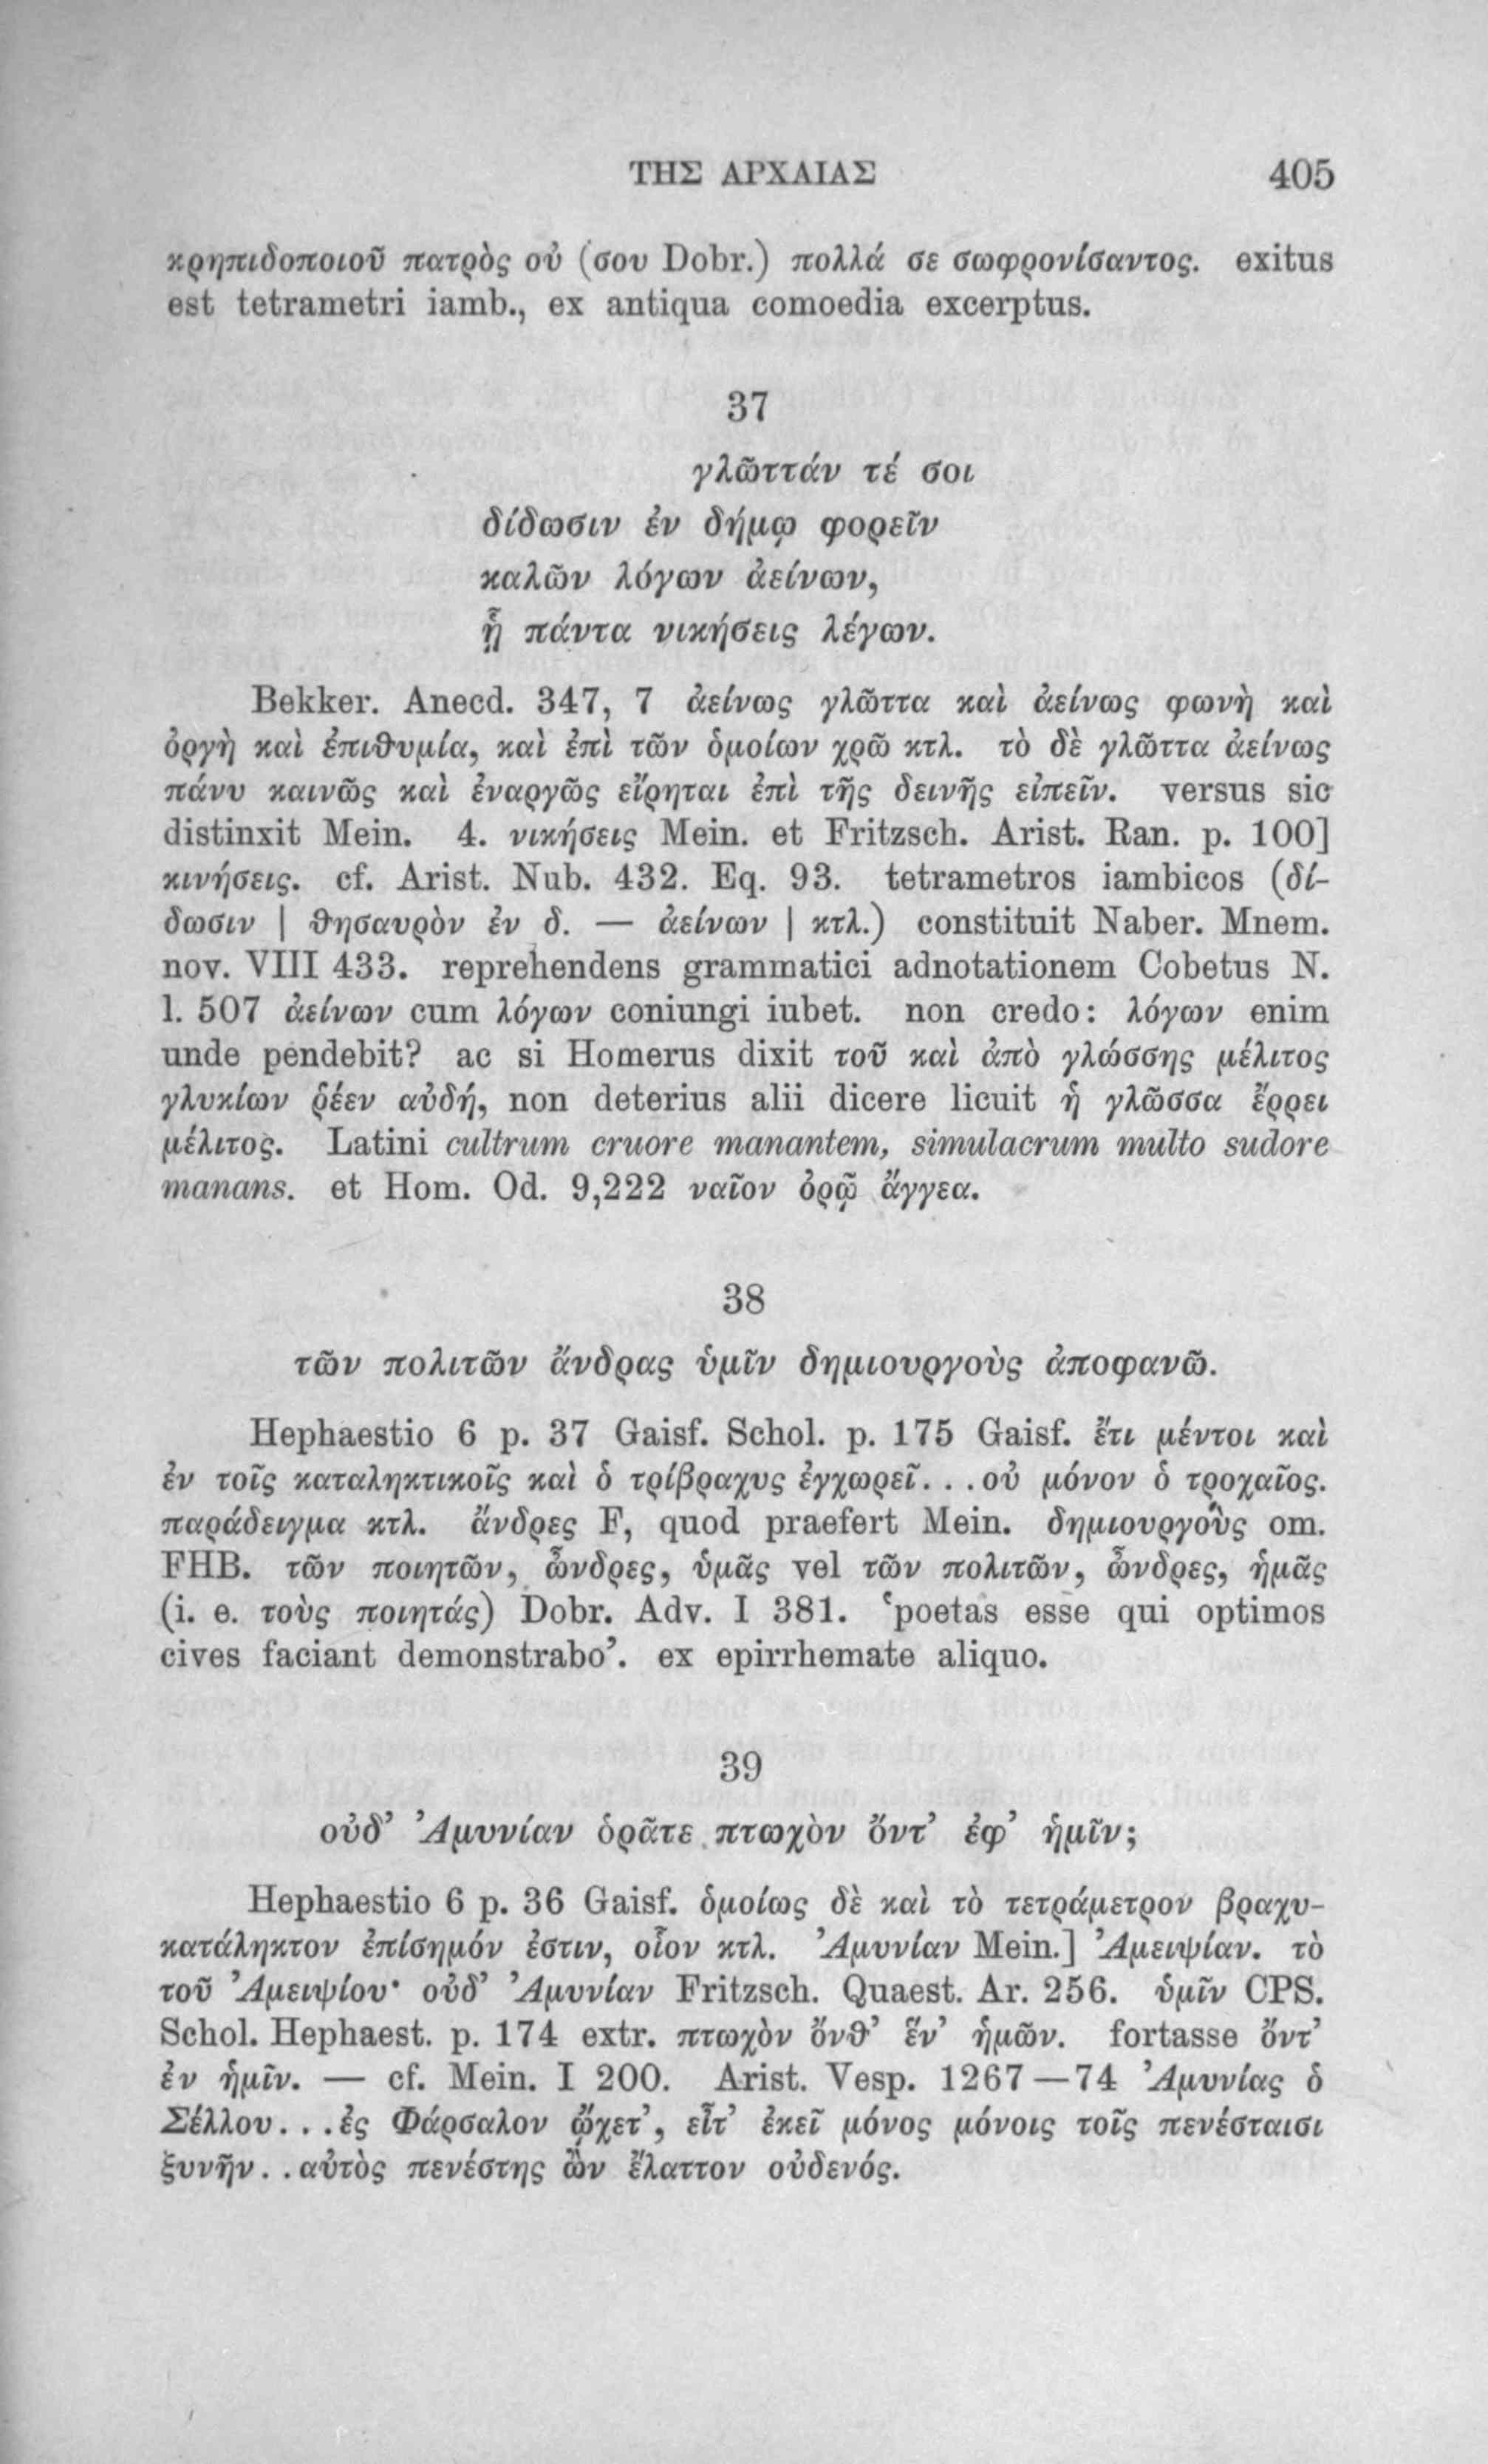 ΤΗΣ ΑΡΧΑΙΑΣ 405
κρηπιδοποιοῦ πατρὸς οὐ (σου Dobr.) πολλά σε σωφρονίσαντος. exitus
est tetrametri iamb., ex antiqua comoedia excerptus.
37
γλῶττάν τέ σοι
δίδωσιν ἐν δήμῳ φορεῖν
καλῶν λόγων ἀείνων,
ᾗ πάντα νικήσεις λέγων.
Bekker. Anecd. 347, 7 ἀείνως γλῶττα καὶ ἀείνως φωνὴ καὶ
ὀργὴ καὶ ἐπιθυμία, καὶ ἐπὶ τῶν ὁμοίων χρῶ κτλ. τὸ δὲ γλῶττα ἀείνως
πάνυ καινῶς καὶ ἐναργῶς εἴρηται ἐπὶ τῆς δεινῆς εἰπεῖν. versus sic
distinxit Mein. 4. νικήσεις Mein. et Fritzsch. Arist. Ran. p. 100]
κινήσεις. cf. Arist. Nub. 432. Eq. 93. tetrametros iambicos (δί-
δωσιν | θησαυρὸν ἐν δ. — ἀείνων | κτλ.) constituit Naber. Mnem.
nov. VIII 433. reprehendens grammatici adnotationem Cobetus N.
l. 507 ἀείνων cum λόγων coniungi iubet. non credo: λόγων enim
unde pendebit? ac si Homerus dixit τοῦ καὶ ἀπὸ γλώσσης μέλιτος
γλυκίων ῥέεν αὐδή, non deterius alii dicere licuit ἡ γλῶσσα ἔρρει
μέλιτος. Latini cultrum cruore manantem, simulacrum multo sudore
manans. et Hom. Od. 9,222 ναῖον ὀρῷ ἄγγεα.
38
τῶν πολιτῶν ἄνδρας ὑμῖν δημιουργοὺς ἀποφανῶ.
Hephaestio 6 p. 37 Gaisf. Schol. p. 175 Gaisf. ἔτι μέντοι καὶ
ἐν τοῖς καταληκτικοῖς καὶ ὁ τρίβραχυς ἐγχωρεῖ...οὐ μόνον ὁ τροχαῖος.
παράδειγμα κτλ. ἄνδρες F, quod praefert Mein. δημιουργοὺς om.
FHB. τῶν ποιητῶν, ὦνδρες, ὑμᾶς vel τῶν πολιτῶν, ὦνδρες, ἡμᾶς
(i. e. τοὺς ποιητάς) Dobr. Adv. I 381. ‛poetas esse qui optimos
cives faciant demonstrabo’. ex epirrhemate aliquo.
39
οὐδ’ Ἀμυνίαν ὁρᾶτε πτωχὸν ὄντ’ ἐφ’ ἡμῖν;
Hephaestio 6 p. 36 Gaisf. ὁμοίως δὲ καὶ τὸ τετράμετρον βραχυ-
κατάληκτον ἐπίσημόν ἐστιν, οἷον κτλ. Ἀμυνίαν Mein.] Ἀμειψίαν. τὸ
τοῦ Ἀμειψίου· οὐδ’ Ἀμυνίαν Fritzsch. Quaest. Ar. 256. ὑμῖν CPS.
Schol. Hephaest. p. 174 extr. πτωχὸν ὄνθ’ ἕν’ ἡμῶν. fortasse ὄντ’
ἐν ἡμῖν. — cf. Mein. I 200. Arist. Vesp. 1267—74 Ἀμυνίας ὁ
Σέλλου...ἐς Φάρσαλον ᾤχετ’, εἶτ’ ἐκεῖ μόνος μόνοις τοῖς πενέσταισι
ξυνῆν..αὐτὸς πενέστης ὢν ἔλαττον οὐδενός.